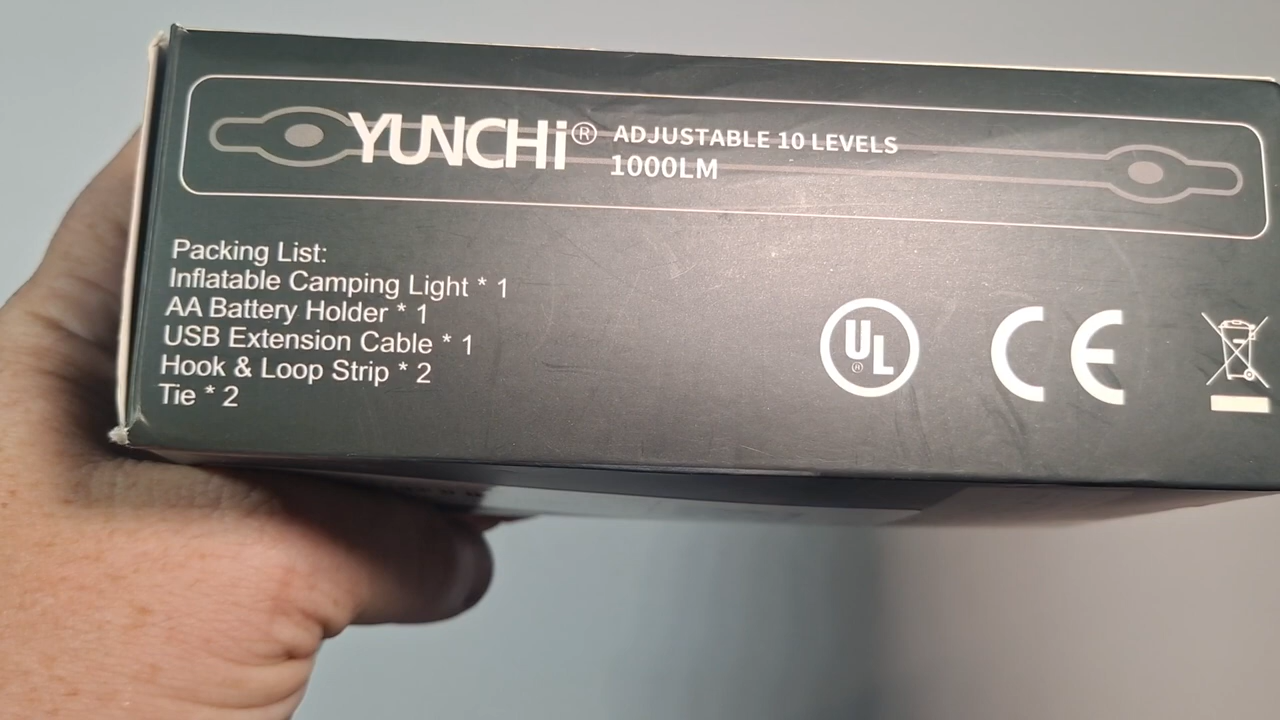 YUNCHi® ADJUSTABLE 10 LEVELS
1000LM
Packing List:
Inflatable Camping Light * 1
AA Battery Holder * 1
USB Extension Cable * 1
Hook & Loop Strip * 2
Tie * 2
UL®
CE